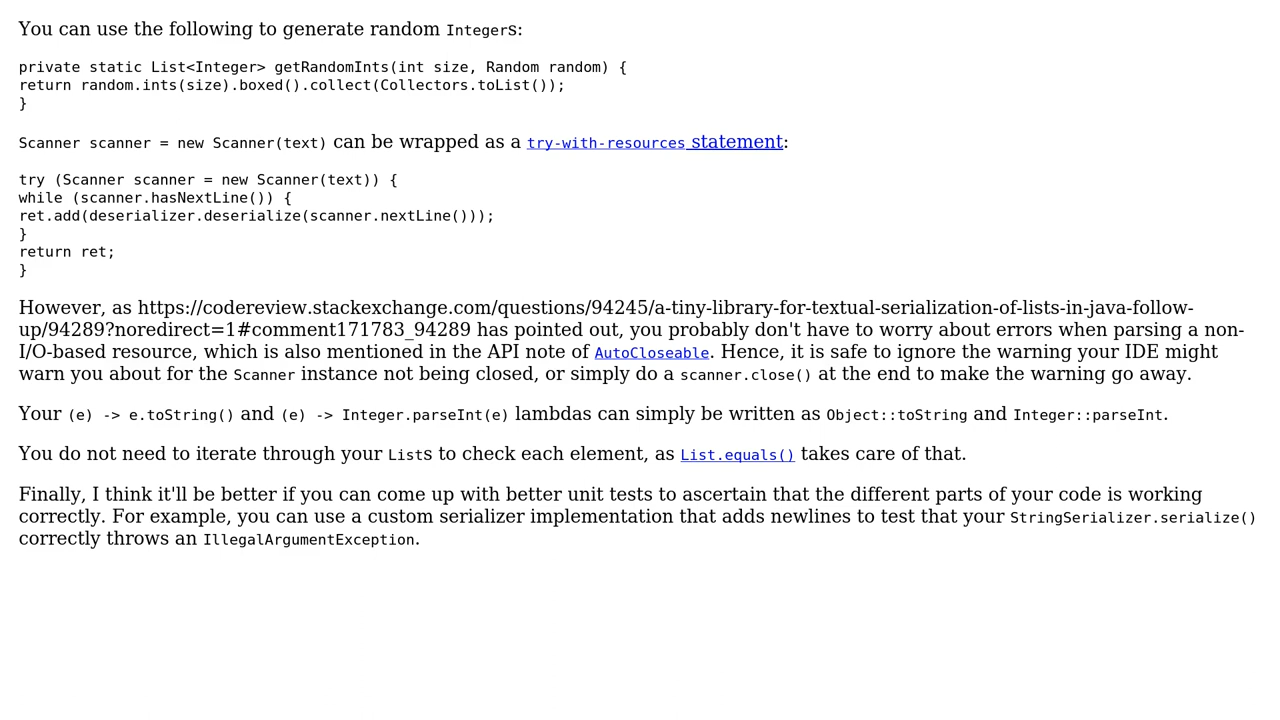 You can use the following to generate random Integers:
private static List<Integer> getRandomInts(int size, Random random) {
return random.ints(size).boxed().collect(Collectors.toList());
}
Scanner scanner = new Scanner(text) can be wrapped as a try-with-resources statement:
try (Scanner scanner = new Scanner(text)) {
while (scanner.hasNextLine()) {
ret.add(deserializer.deserialize(scanner.nextLine()));
}
return ret;
}
However, as https://codereview.stackexchange.com/questions/94245/a-tiny-library-for-textual-serialization-of-lists-in-java-follow-
up/94289?noredirect=1#comment171783_94289 has pointed out, you probably don't have to worry about errors when parsing a non-
I/O-based resource, which is also mentioned in the API note of AutoCloseable. Hence, it is safe to ignore the warning your IDE might
warn you about for the Scanner instance not being closed, or simply do a scanner.close() at the end to make the warning go away.
Your (e) -> e.toString() and (e) -> Integer.parseInt(e) lambdas can simply be written as Object::toString and Integer::parseInt.
You do not need to iterate through your Lists to check each element, as List.equals() takes care of that.
Finally, I think it'll be better if you can come up with better unit tests to ascertain that the different parts of your code is working
correctly. For example, you can use a custom serializer implementation that adds newlines to test that your StringSerializer.serialize()
correctly throws an IllegalArgumentException.